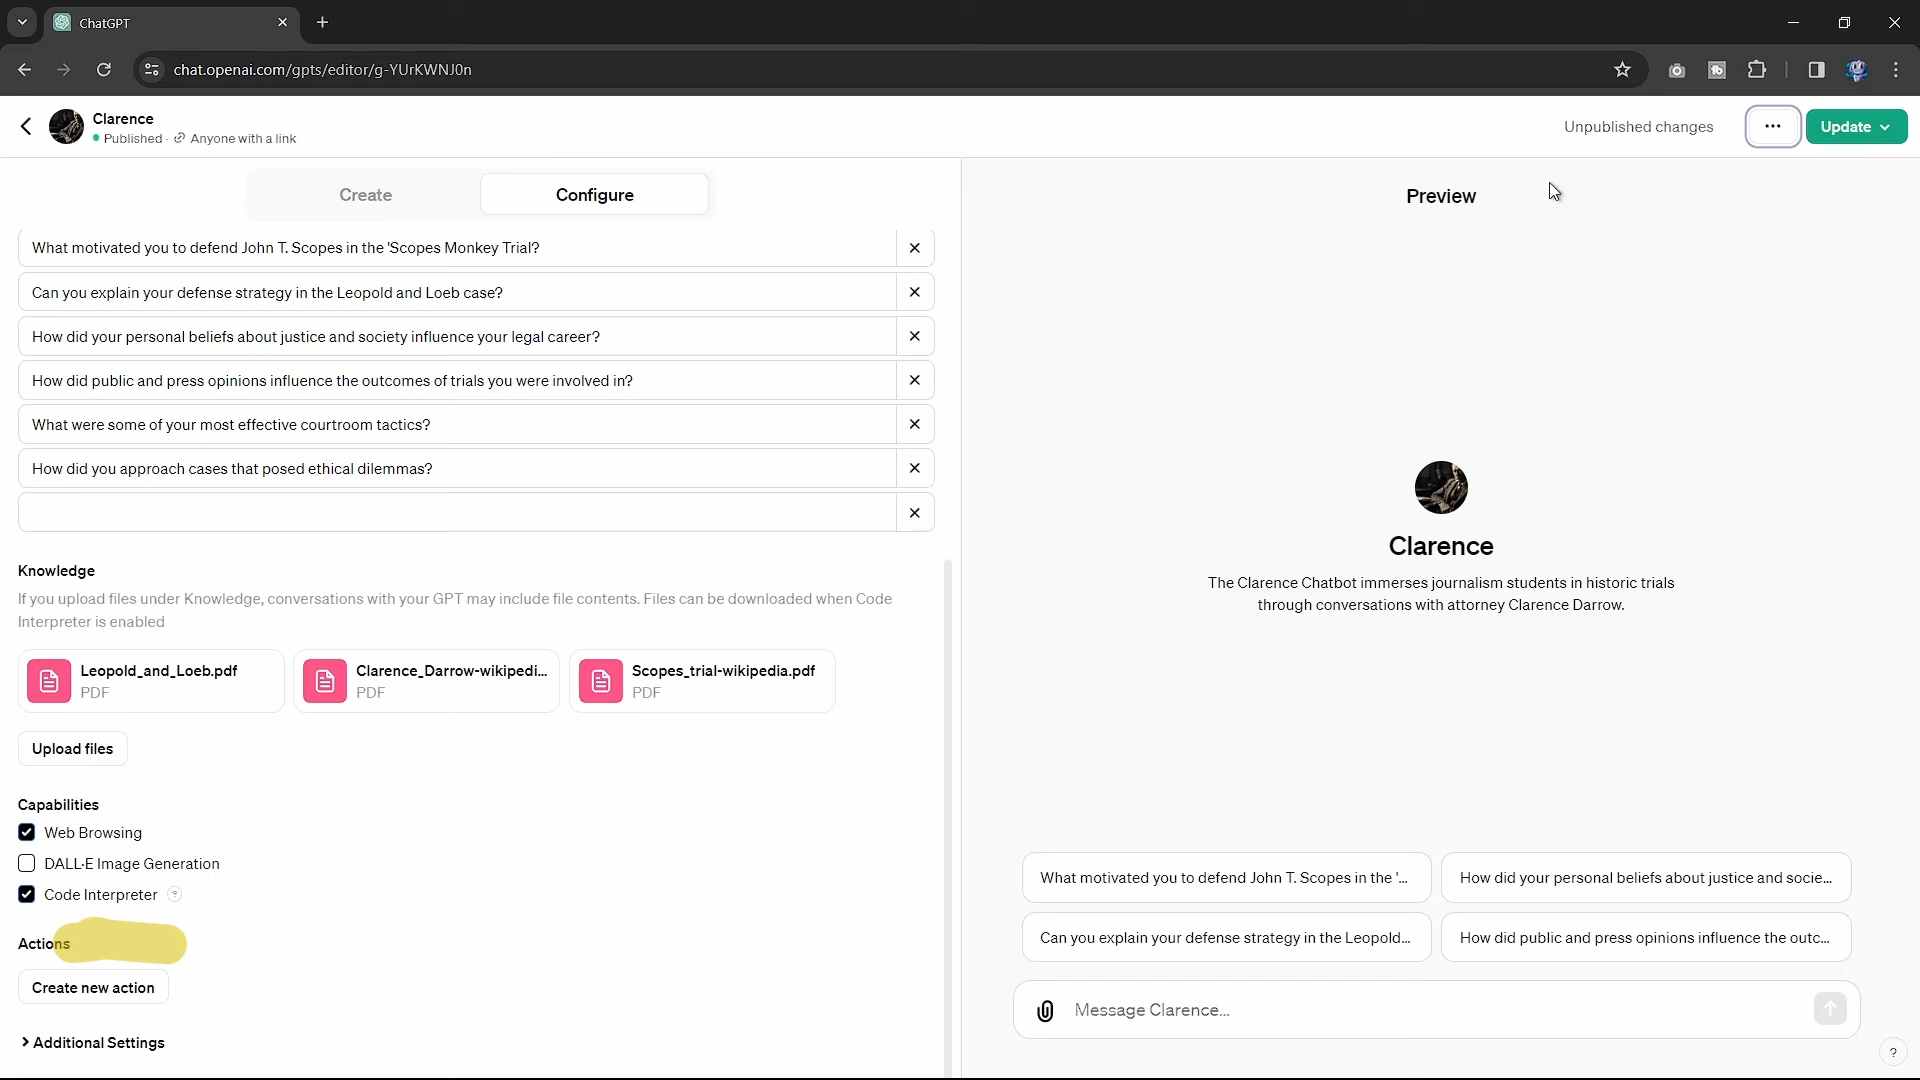 ChatGPT
chat.openai.com/gpts/editor/g-YUrKWNJ0n
Clarence
Published · Anyone with a link
Unpublished changes
...
Update
Create
Configure
What motivated you to defend John T. Scopes in the 'Scopes Monkey Trial?
Can you explain your defense strategy in the Leopold and Loeb case?
How did your personal beliefs about justice and society influence your legal career?
How did public and press opinions influence the outcomes of trials you were involved in?
What were some of your most effective courtroom tactics?
How did you approach cases that posed ethical dilemmas?
Knowledge
If you upload files under Knowledge, conversations with your GPT may include file contents. Files can be downloaded when Code
Interpreter is enabled
Leopold_and_Loeb.pdf
PDF
Clarence_Darrow-wikipedi...
PDF
Scopes_trial-wikipedia.pdf
PDF
Upload files
Capabilities
Web Browsing
DALL·E Image Generation
Code Interpreter ?
Actions
Create new action
Additional Settings
Preview
Clarence
The Clarence Chatbot immerses journalism students in historic trials
through conversations with attorney Clarence Darrow.
What motivated you to defend John T. Scopes in the '...
How did your personal beliefs about justice and socie...
Can you explain your defense strategy in the Leopold...
How did public and press opinions influence the outc...
Message Clarence...
?